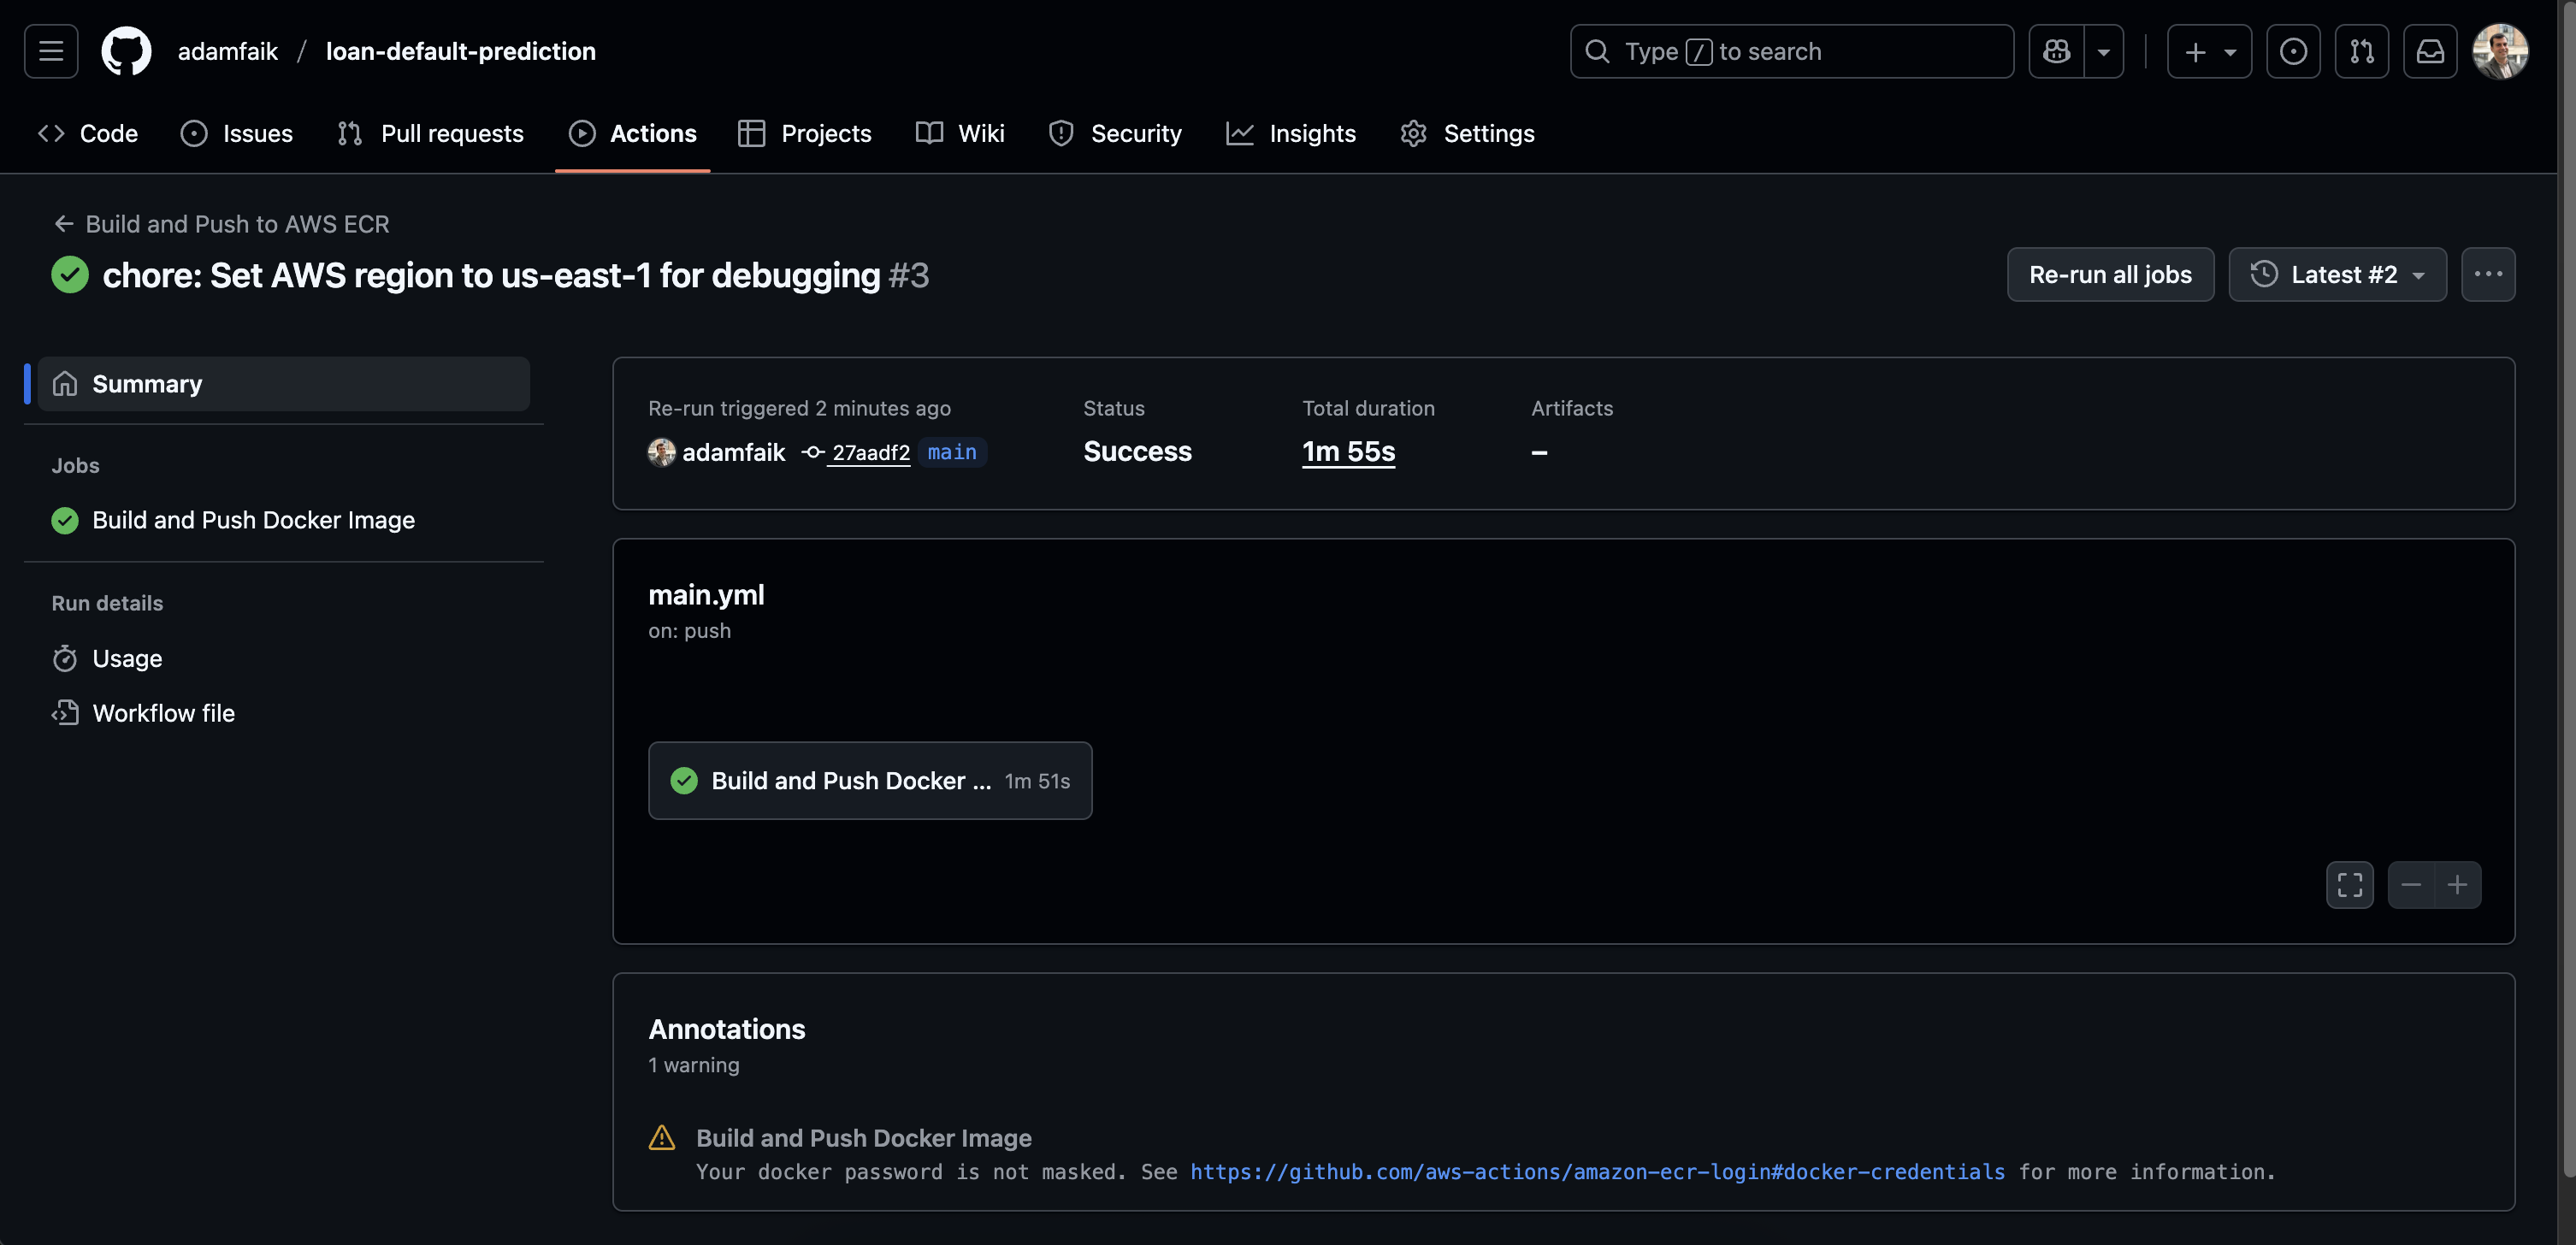 adamfaik / loan-default-prediction
Type / to search
Code Issues Pull requests Actions Projects Wiki Security Insights Settings
Build and Push to AWS ECR
chore: Set AWS region to us-east-1 for debugging #3
Re-run all jobs
Latest #2
Summary
Jobs
Build and Push Docker Image
Run details
Usage
Workflow file
Re-run triggered 2 minutes ago
adamfaik 27aadf2 main
Status
Success
Total duration
1m 55s
Artifacts
–
main.yml
on: push
Build and Push Docker ... 1m 51s
Annotations
1 warning
Build and Push Docker Image
Your docker password is not masked. See https://github.com/aws-actions/amazon-ecr-login#docker-credentials for more information.